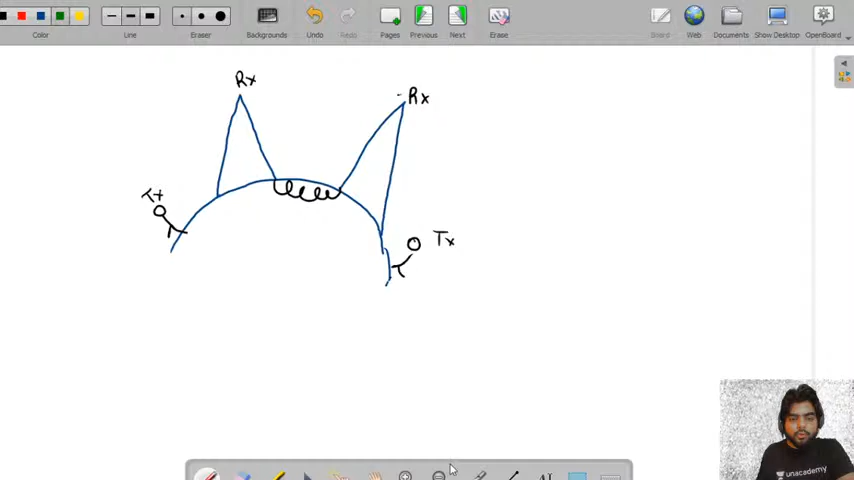 Color
Line
Eraser
Backgrounds
Undo
Redo
Pages
Previous
Next
Erase
Board
Web
Documents
Show Desktop
OpenBoard
Rx
Rx
Tx
Tx
unacademy